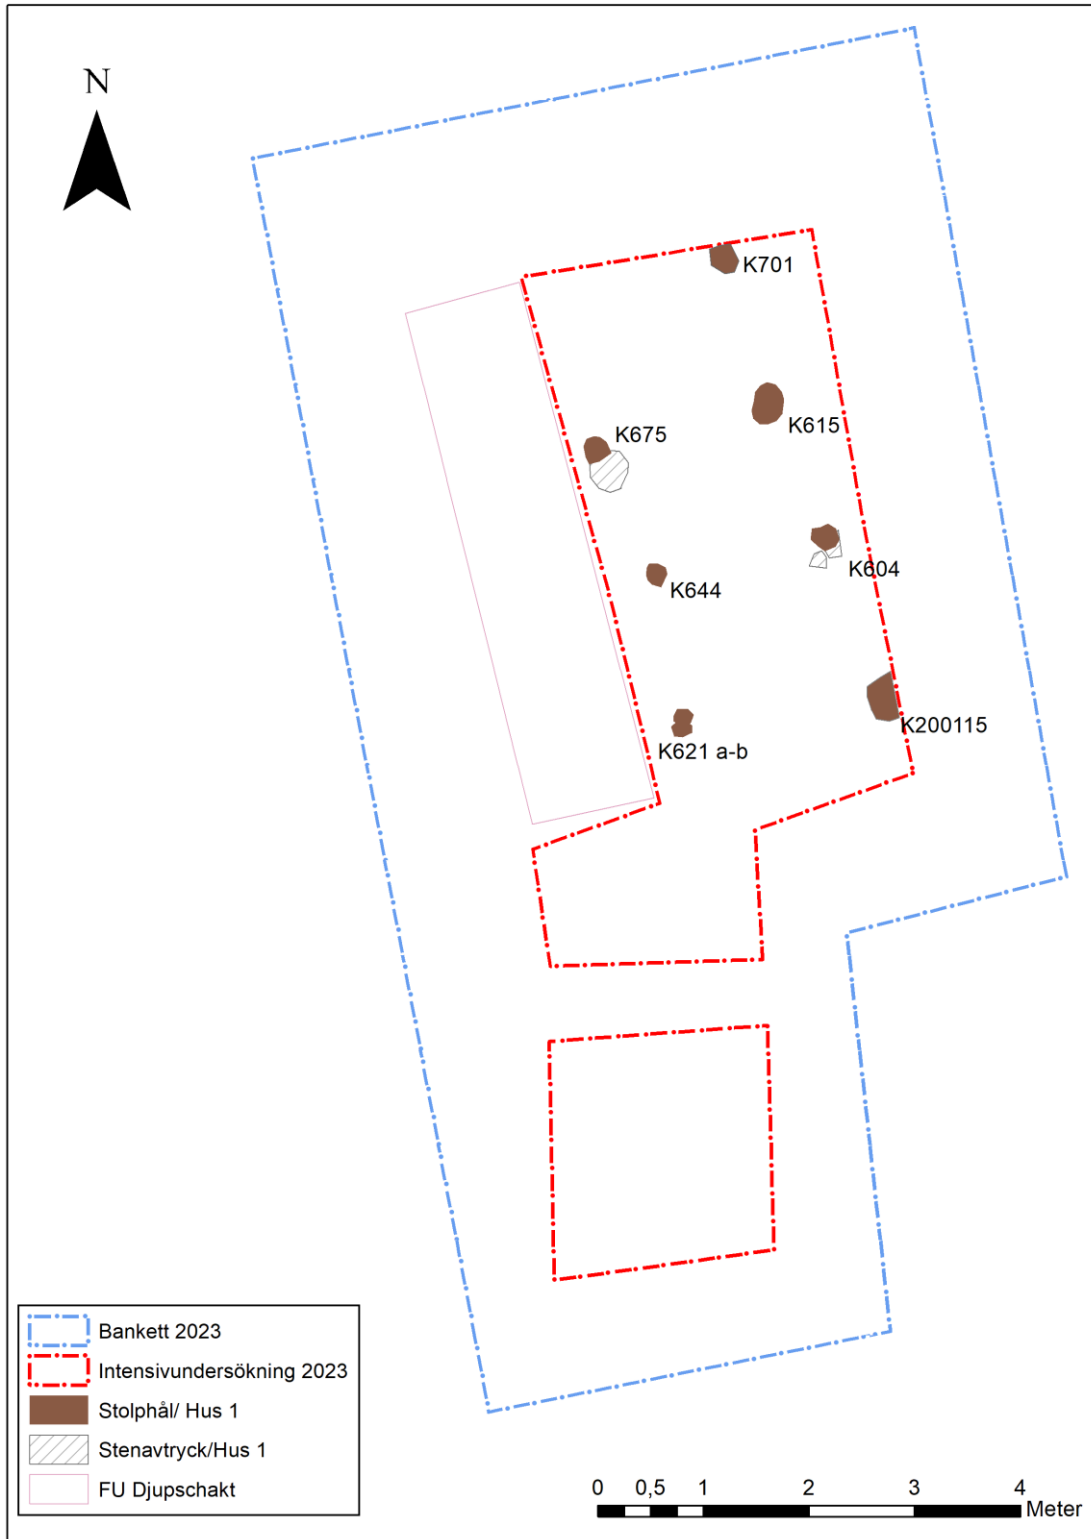 N
K701
K615
K675
K604
K644
K200115
K621 a-b
Bankett 2023
Intensivundersökning 2023
Stolphål/ Hus 1
Stenavtryck/Hus 1
FU Djupschakt
0 0,5 1 2 3 4
Meter